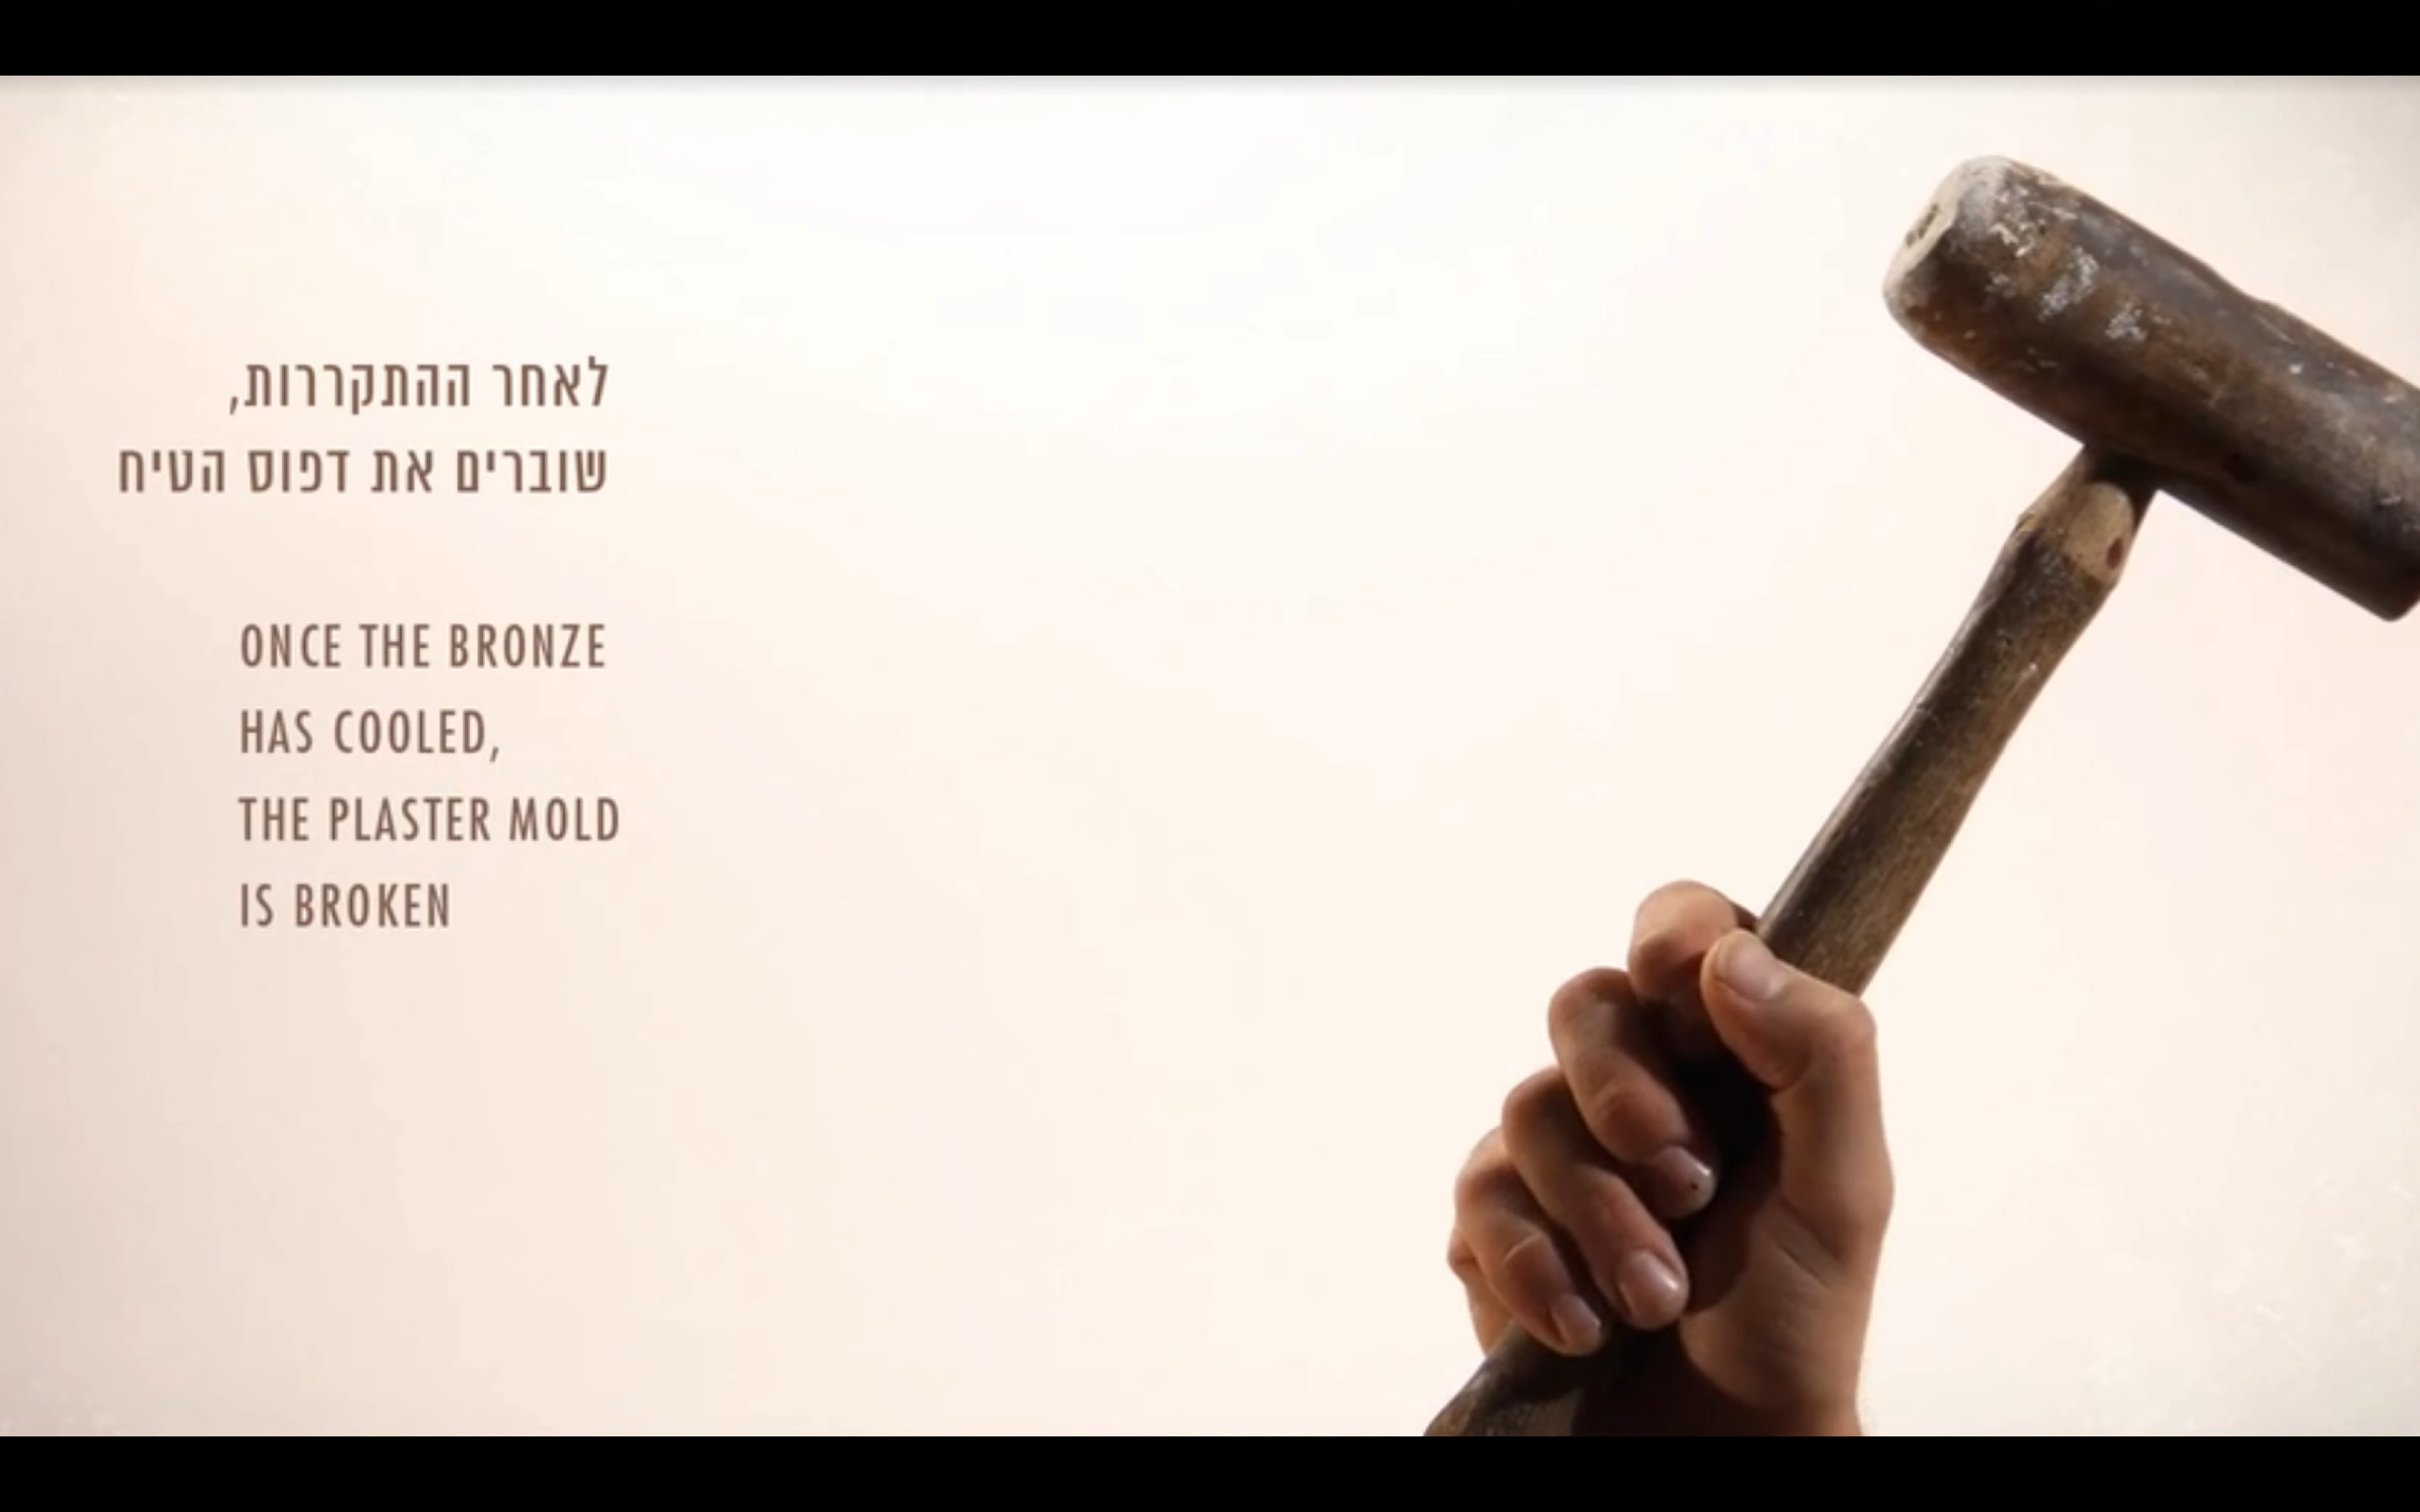 לאחר ההתקררות,
שוברים את דפוס הטיח
ONCE THE BRONZE
HAS COOLED,
THE PLASTER MOLD
IS BROKEN